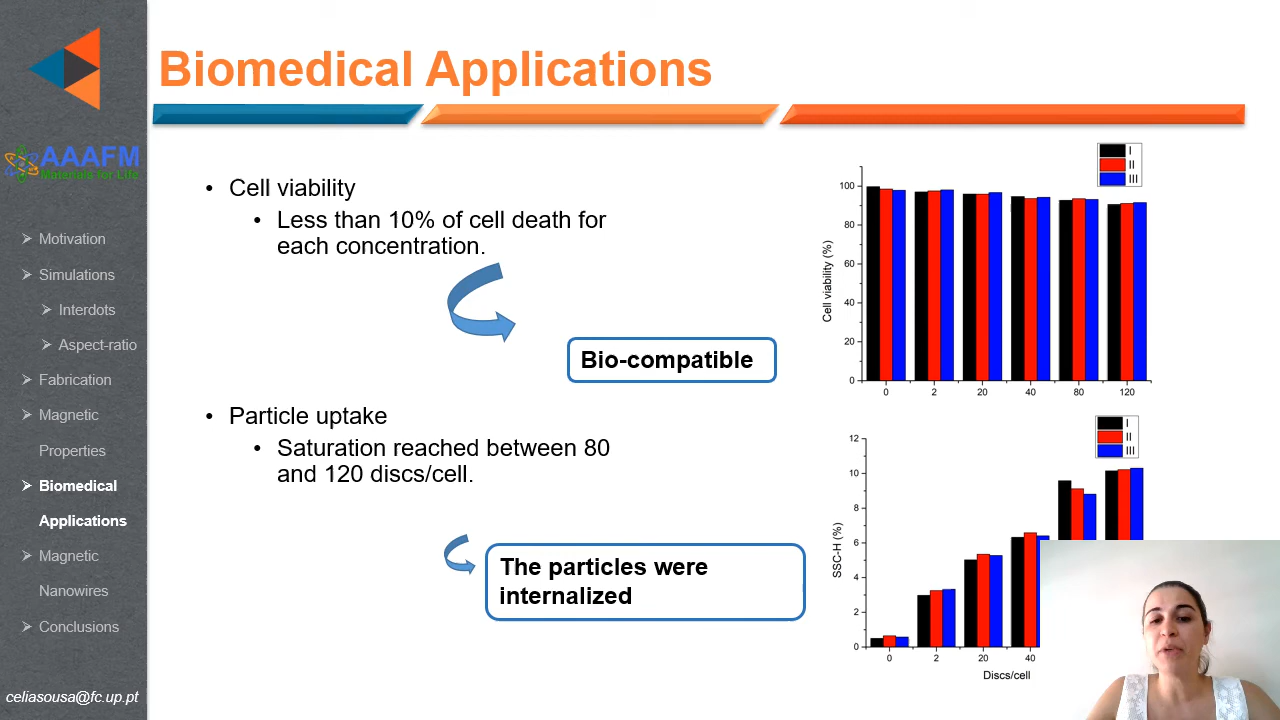 Biomedical Applications
AAAFM
Materials for Life
➢ Motivation
➢ Simulations
➢ Interdots
➢ Aspect-ratio
➢ Fabrication
➢ Magnetic
Properties
➢ Biomedical
Applications
➢ Magnetic
Nanowires
➢ Conclusions
celiasousa@fc.up.pt
• Cell viability
• Less than 10% of cell death for
each concentration.
Bio-compatible
• Particle uptake
• Saturation reached between 80
and 120 discs/cell.
The particles were
internalized
I
II
III
Cell viability (%)
100
80
60
40
20
0
0 2 20 40 80 120
I
II
III
SSC-H (%)
12
10
8
6
4
2
0
0 2 20 40
Discs/cell